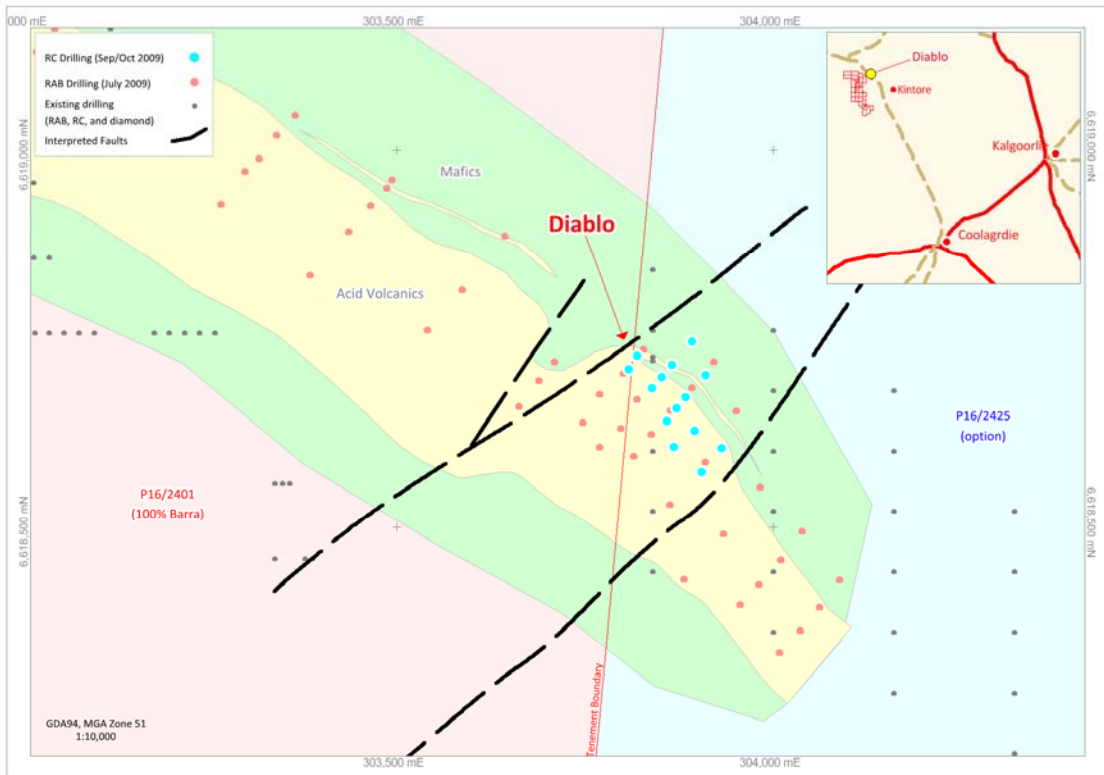 000 mE
303,500 mE
304,000 mE
RC Drilling (Sep/Oct 2009)
RAB Drilling (July 2009)
Existing drilling
(RAB, RC, and diamond)
Interpreted Faults
Diablo
Kintore
Kalgoorli
Coolagrdie
6,619,000 mN
6,619,000 mN
Mafics
Diablo
Acid Volcanics
P16/2425
(option)
P16/2401
(100% Barra)
6,618,500 mN
6,618,500 mN
Tenement Boundary
GDA94, MGA Zone 51
1:10,000
303,500 mE
304,000 mE